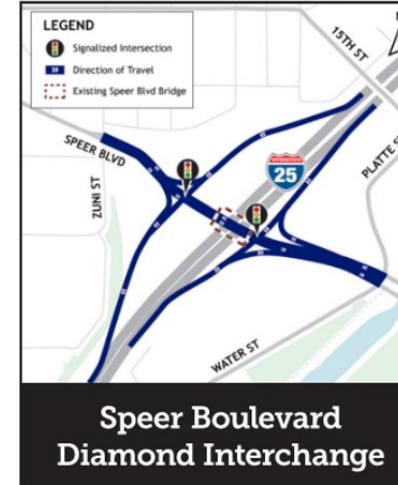 LEGEND
Signalized Intersection
Direction of Travel
Existing Speer Blvd Bridge
15TH ST
SPEER BLVD
ZUNI ST
INTERSTATE
25
PLATTE S
WATER ST
Speer Boulevard
Diamond Interchange